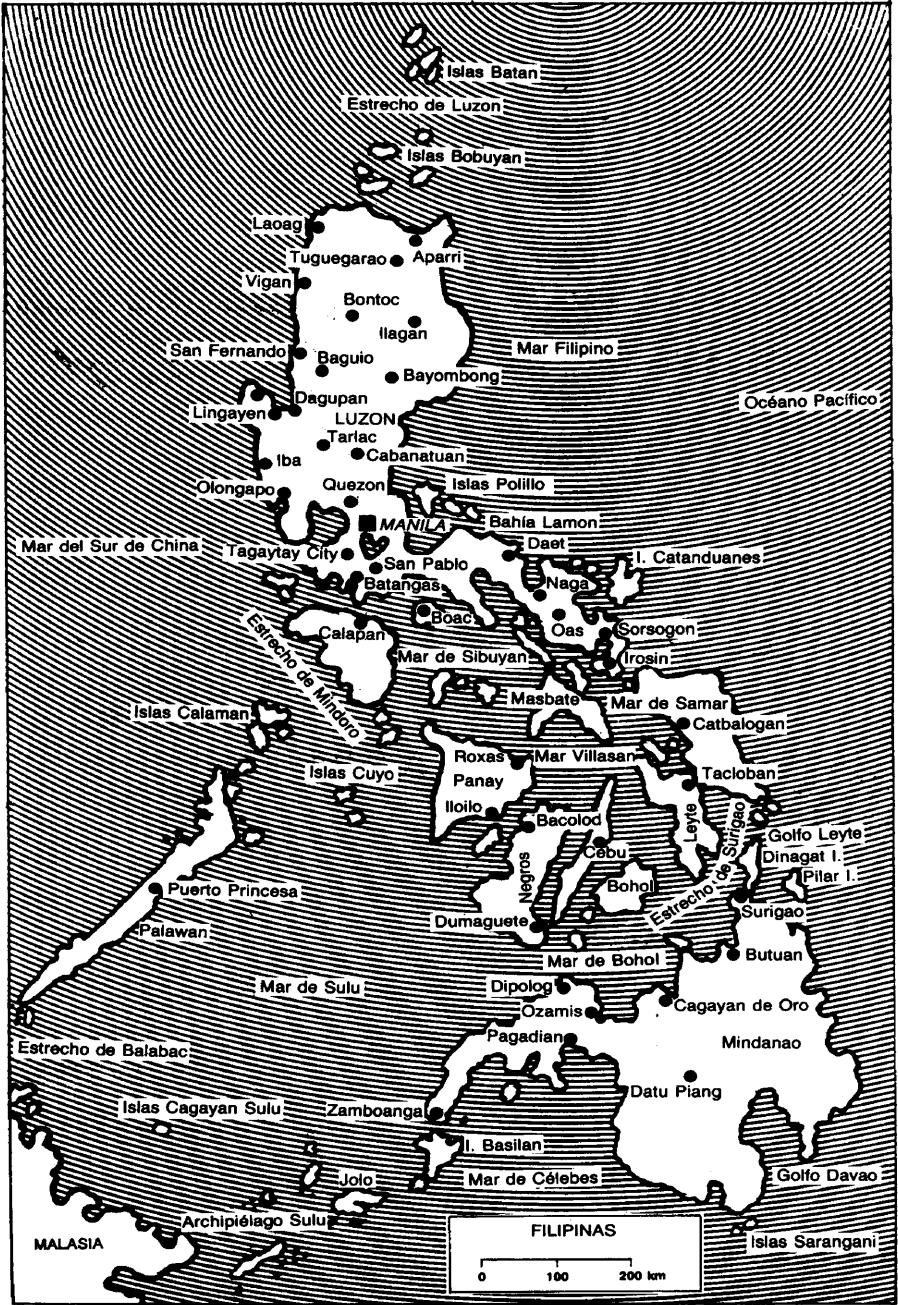 Islas Batan
Estrecho de Luzon
Islas Bobuyan
Laoag
Aparri
Tuguegarao
Vigan
Bontoc
Ilagan
San Fernando
Baguio
Mar Filipino
Bayombong
Dagupan
Océano Pacífico
Lingayen
LUZON
Tarlac
Cabanatuan
Iba
Quezon
Islas Polillo
Olongapo
MANILA
Bahía Lamon
Mar del Sur de China
Daet
Tagaytay City
I. Catanduanes
San Pablo
Batangas
Naga
Boac
Calapan
Oas
Sorsogon
Estrecho de Mindoro
Mar de Sibuyan
Irosin
Masbate
Mar de Samar
Islas Calaman
Catbalogan
Roxas
Mar Villasan
Islas Cuyo
Panay
Tacloban
Iloilo
Bacolod
Leyte
Golfo Leyte
Cebu
Estrecho de Surigao
Dinagat I.
Negros
Bohol
Pilar I.
Puerto Princesa
Surigao
Dumaguete
Palawan
Butuan
Mar de Bohol
Mar de Sulu
Dipolog
Cagayan de Oro
Ozamis
Pagadian
Mindanao
Estrecho de Balabac
Datu Piang
Islas Cagayan Sulu
Zamboanga
I. Basilan
Jolo
Mar de Célebes
Golfo Davao
Archipiélago Sulu
MALASIA
FILIPINAS
Islas Sarangani
0 100 200 km